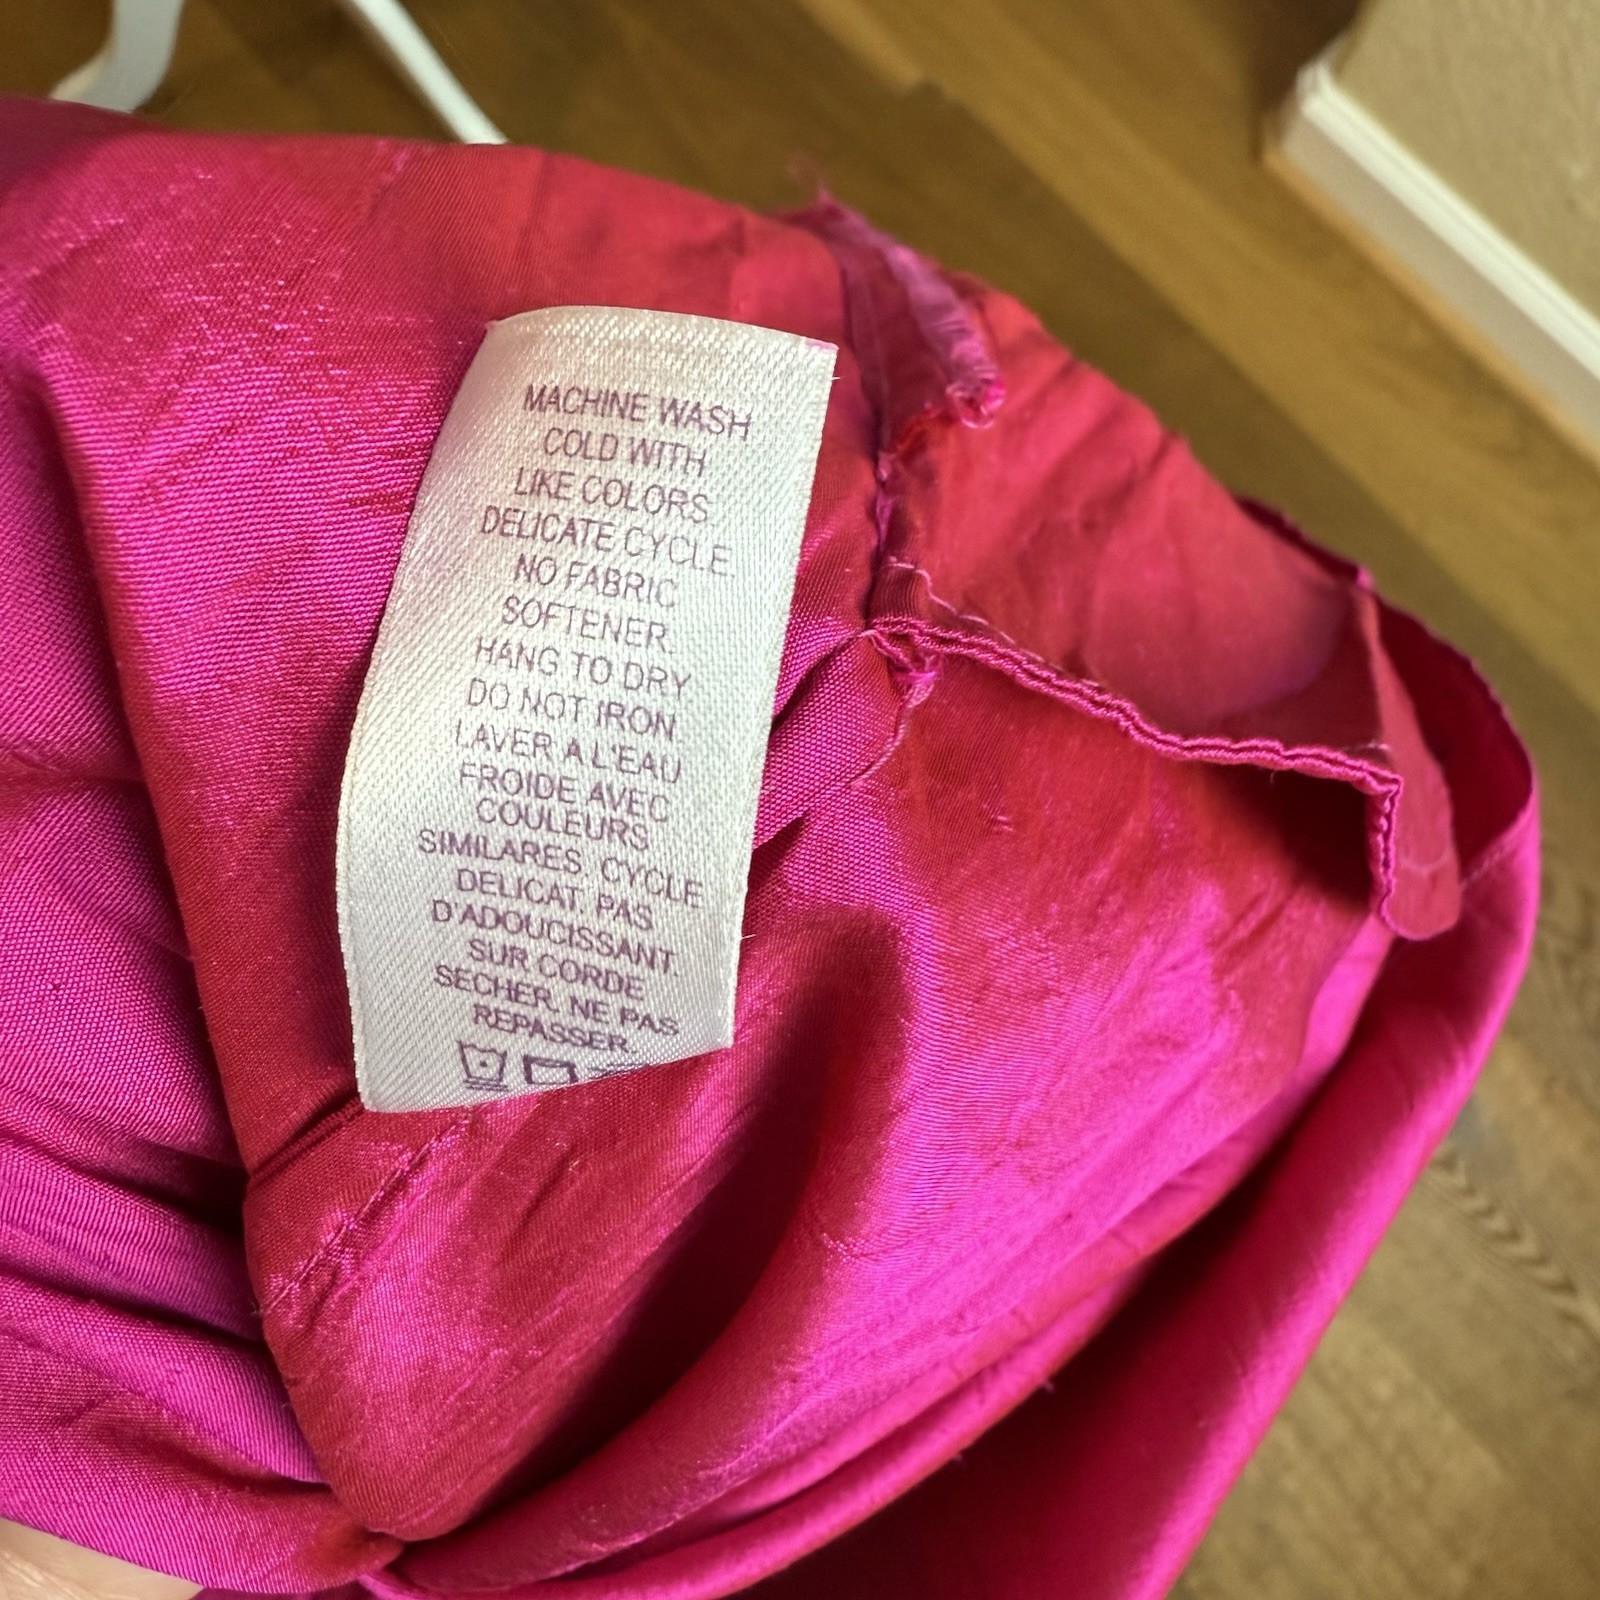 MACHINE WASH
COLD WITH
LIKE COLORS.
DELICATE CYCLE.
NO FABRIC
SOFTENER.
HANG TO DRY
DO NOT IRON
LAVER A L'EAU
FROIDE AVEC
COULEURS
SIMILARES. CYCLE
DELICAT. PAS
D'ADOUCISSANT.
SUR CORDE
SECHER. NE PAS
REPASSER.